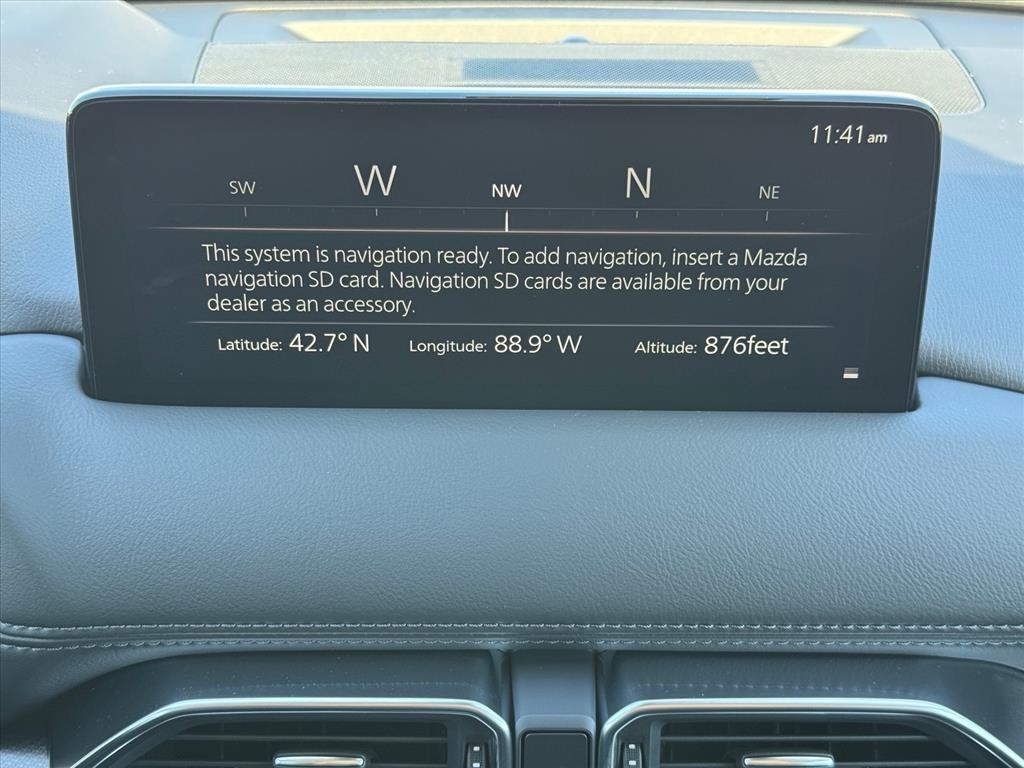 11:41am
SW W NW N NE
This system is navigation ready. To add navigation, insert a Mazda
navigation SD card. Navigation SD cards are available from your
dealer as an accessory.
Latitude: 42.7° N Longitude: 88.9° W Altitude: 876feet